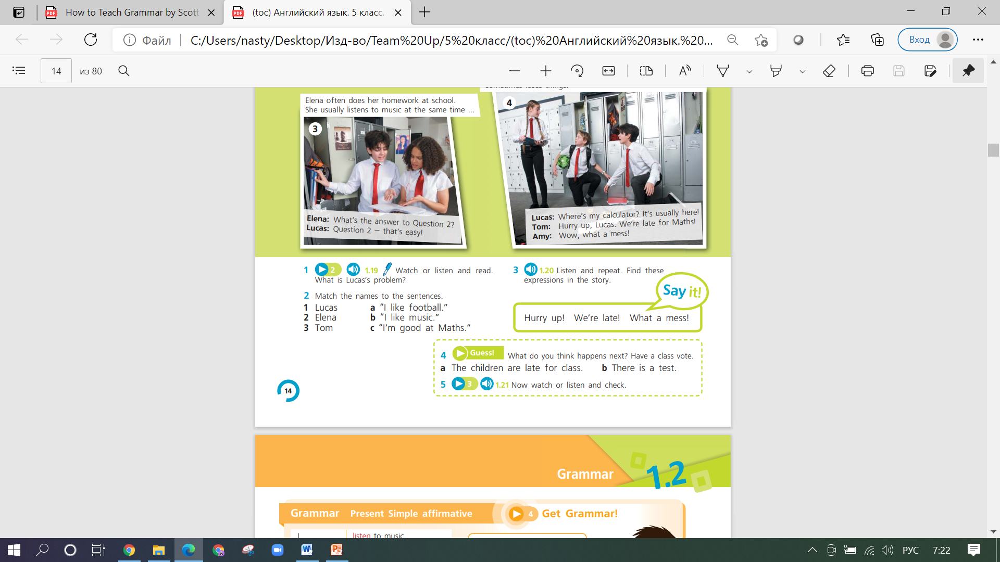 How to Teach Grammar by Scott
(toc) Английский язык. 5 класс.
Файл
C:/Users/nasty/Desktop/Изд-во/Team%20Up/5%20класс/(toc)%20Английский%20язык.%20...
Вход
14
из 80
sometimes loses things.
Elena often does her homework at school.
She usually listens to music at the same time ...
3
Elena: What's the answer to Question 2?
Lucas: Question 2 – that's easy!
4
Lucas: Where's my calculator? It's usually here!
Tom: Hurry up, Lucas. We're late for Maths!
Amy: Wow, what a mess!
1 2 1.19 Watch or listen and read.
What is Lucas's problem?
2 Match the names to the sentences.
1 Lucas a “I like football.”
2 Elena b “I like music.”
3 Tom c “I'm good at Maths.”
3 1.20 Listen and repeat. Find these
expressions in the story.
Say it!
Hurry up! We're late! What a mess!
4 Guess! What do you think happens next? Have a class vote.
a The children are late for class. b There is a test.
5 3 1.21 Now watch or listen and check.
14
Grammar 1.2
Grammar Present Simple affirmative
4 Get Grammar!
I
listen to music.
РУС
7:22